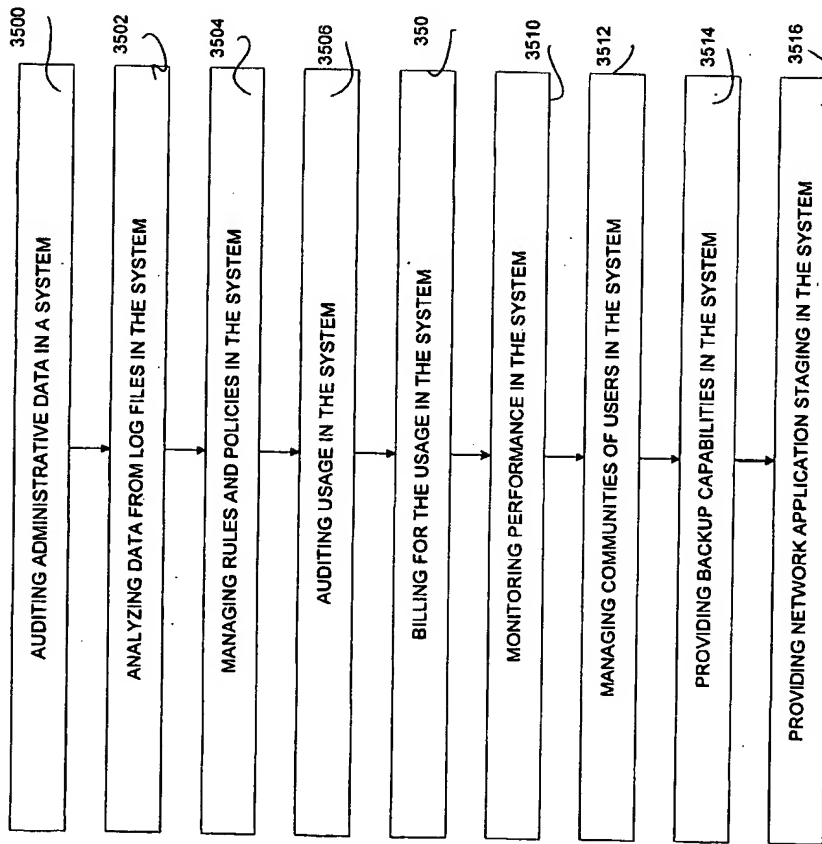 3500
AUDITING ADMINISTRATIVE DATA IN A SYSTEM
3502
ANALYZING DATA FROM LOG FILES IN THE SYSTEM
3504
MANAGING RULES AND POLICIES IN THE SYSTEM
3506
AUDITING USAGE IN THE SYSTEM
350
BILLING FOR THE USAGE IN THE SYSTEM
3510
MONITORING PERFORMANCE IN THE SYSTEM
3512
MANAGING COMMUNITIES OF USERS IN THE SYSTEM
3514
PROVIDING BACKUP CAPABILITIES IN THE SYSTEM
3516
PROVIDING NETWORK APPLICATION STAGING IN THE SYSTEM